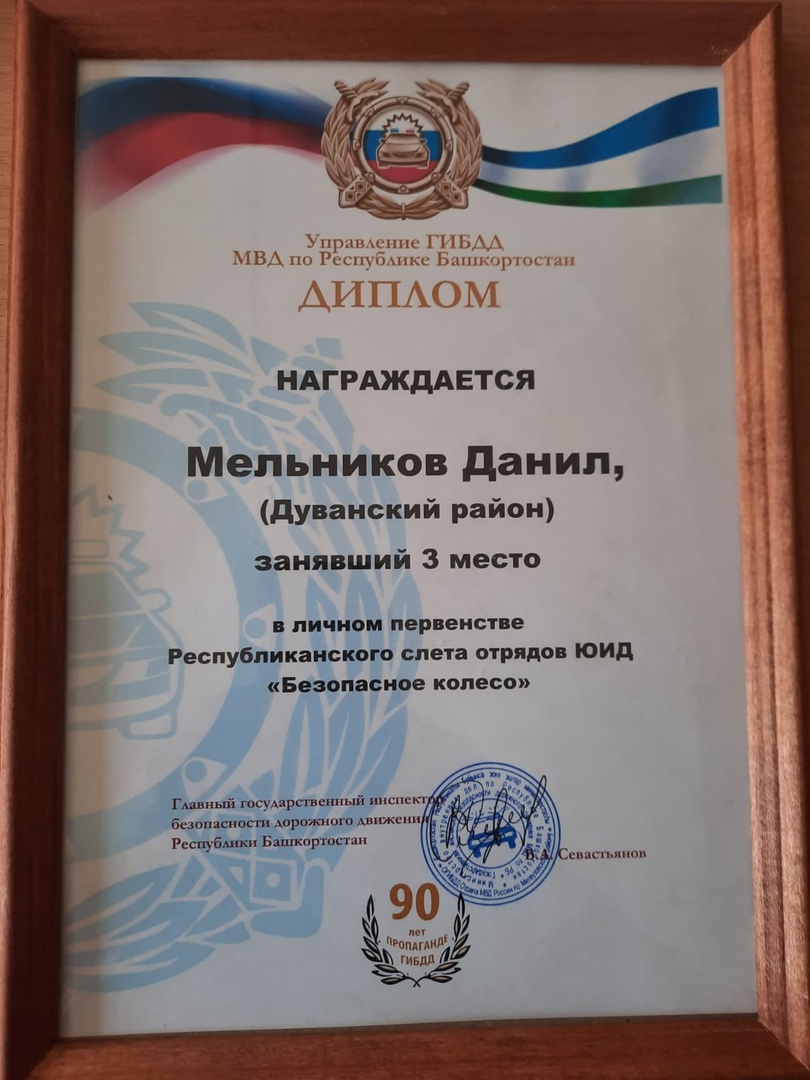 Управление ГИБДД
МВД по Республике Башкортостан
ДИПЛОМ
НАГРАЖДАЕТСЯ
Мельников Данил,
(Дуванский район)
занявший 3 место
в личном первенстве
Республиканского слета отрядов ЮИД
«Безопасное колесо»
Главный государственный инспектор
безопасности дорожного движения
Республики Башкортостан
В.А. Севастьянов
90
лет
ПРОПАГАНДЕ
ГИБДД